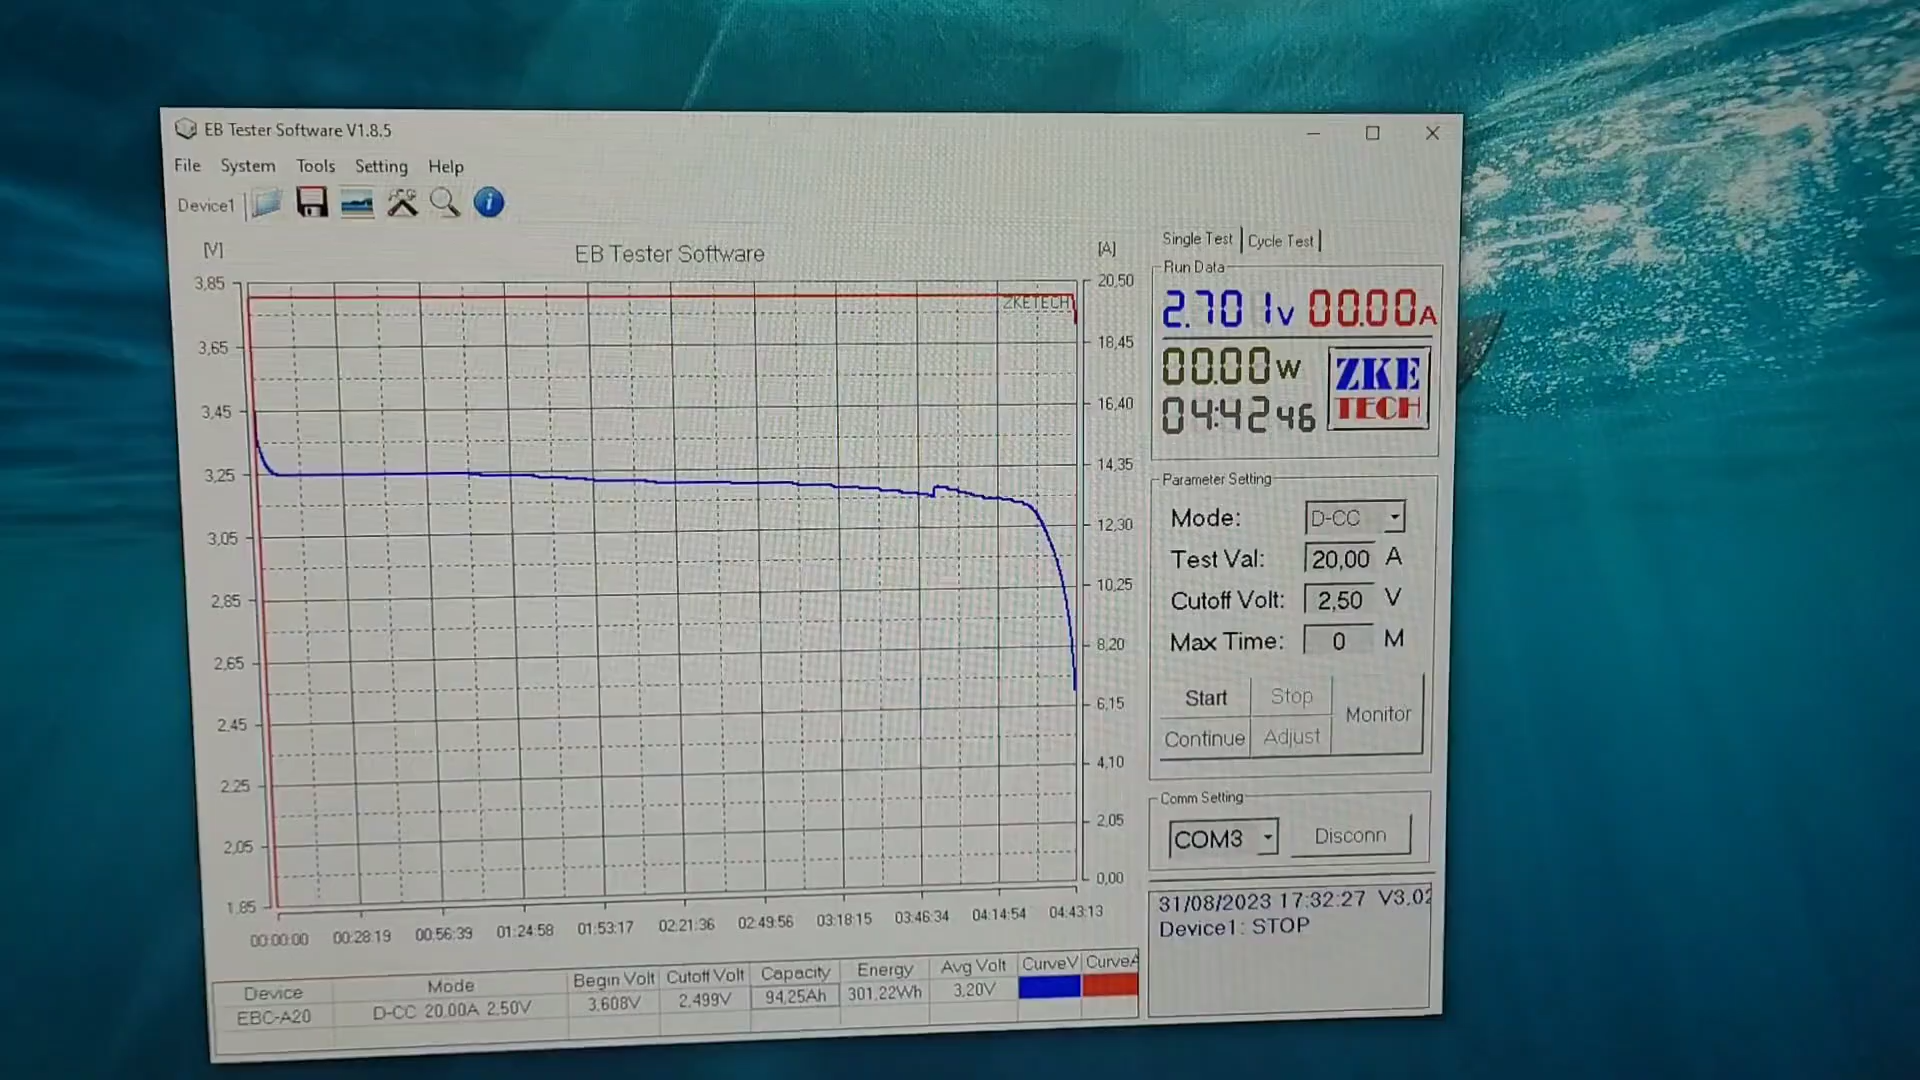 EB Tester Software V1.8.5
File System Tools Setting Help
Device1
[V] EB Tester Software [A]
ZKETECH
3,85
3,65
3,45
3,25
3,05
2,85
2,65
2,45
2,25
2,05
1,85
20,50
18,45
16,40
14,35
12,30
10,25
8,20
6,15
4,10
2,05
0,00
00:00:00 00:28:19 00:56:39 01:24:58 01:53:17 02:21:36 02:49:56 03:18:15 03:46:34 04:14:54 04:43:13
Device Mode Begin Volt Cutoff Volt Capacity Energy Avg Volt CurveV CurveA
EBC-A20 D-CC 20,00A 2,50V 3,608V 2,499V 94,25Ah 301,22Wh 3,20V
Single Test Cycle Test
Run Data
2.701V 00.00A
00.00W
04:42 46
ZKE
TECH
Parameter Setting
Mode: D-CC
Test Val: 20,00 A
Cutoff Volt: 2,50 V
Max Time: 0 M
Start Stop
Monitor
Continue Adjust
Comm Setting
COM3 Disconn
31/08/2023 17:32:27 V3.02
Device1: STOP